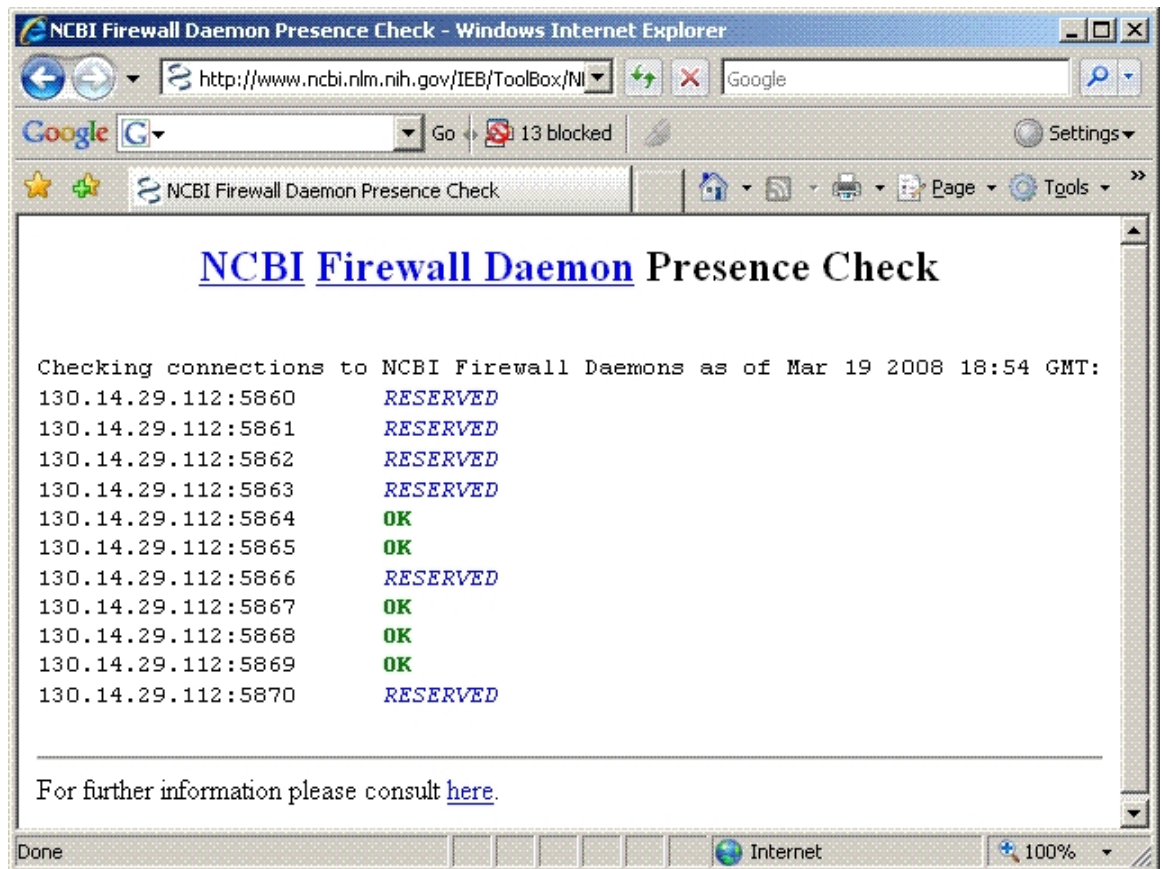 NCBI Firewall Daemon Presence Check - Windows Internet Explorer
http://www.ncbi.nlm.nih.gov/IEB/ToolBox/NI
Google
Google G Go 13 blocked Settings
NCBI Firewall Daemon Presence Check Page Tools »
NCBI Firewall Daemon Presence Check
Checking connections to NCBI Firewall Daemons as of Mar 19 2008 18:54 GMT:
130.14.29.112:5860 RESERVED
130.14.29.112:5861 RESERVED
130.14.29.112:5862 RESERVED
130.14.29.112:5863 RESERVED
130.14.29.112:5864 OK
130.14.29.112:5865 OK
130.14.29.112:5866 RESERVED
130.14.29.112:5867 OK
130.14.29.112:5868 OK
130.14.29.112:5869 OK
130.14.29.112:5870 RESERVED
For further information please consult here.
Done Internet 100%